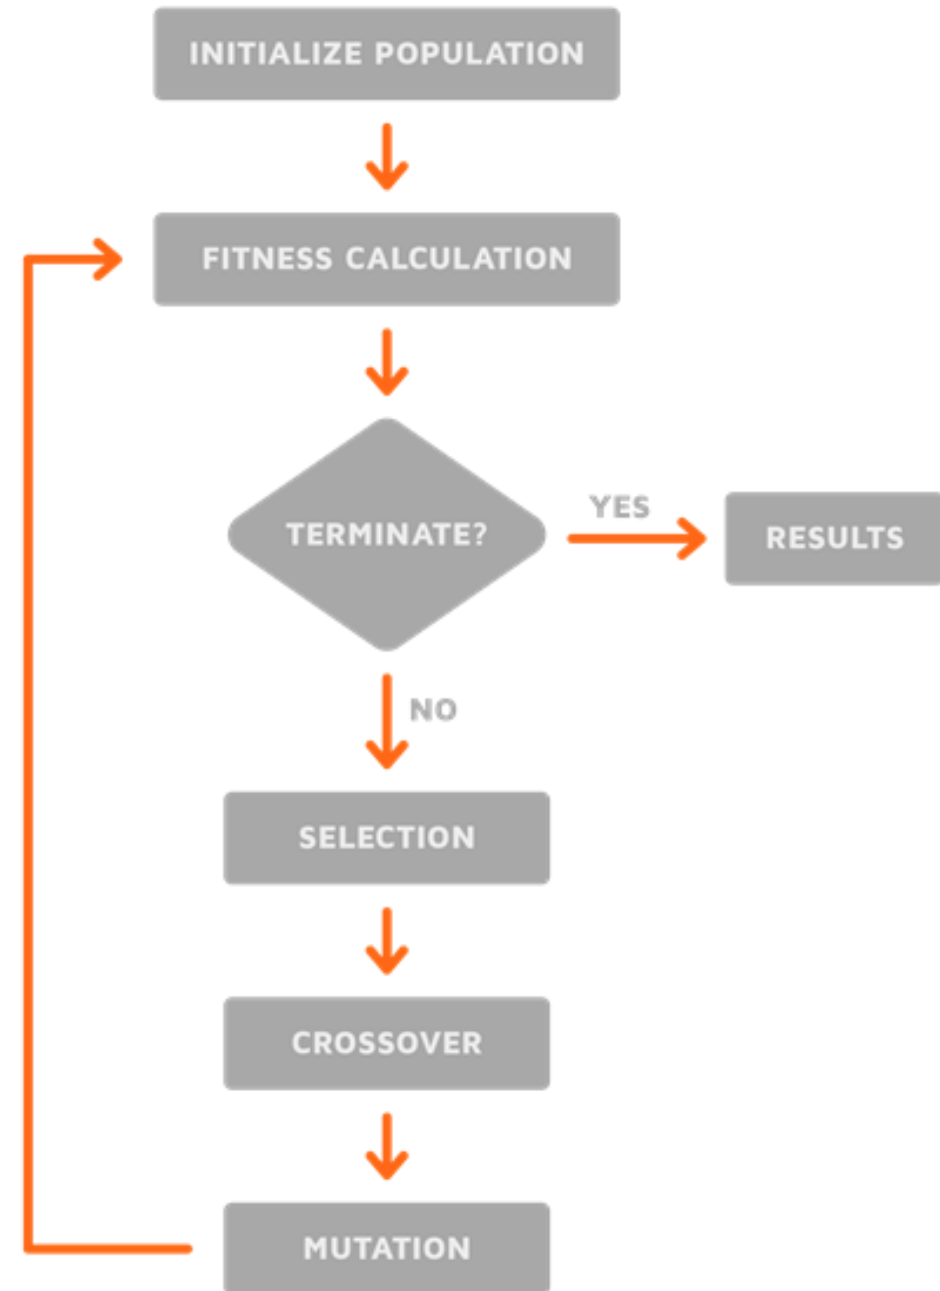 INITIALIZE POPULATION
FITNESS CALCULATION
TERMINATE?
YES
RESULTS
NO
SELECTION
CROSSOVER
MUTATION